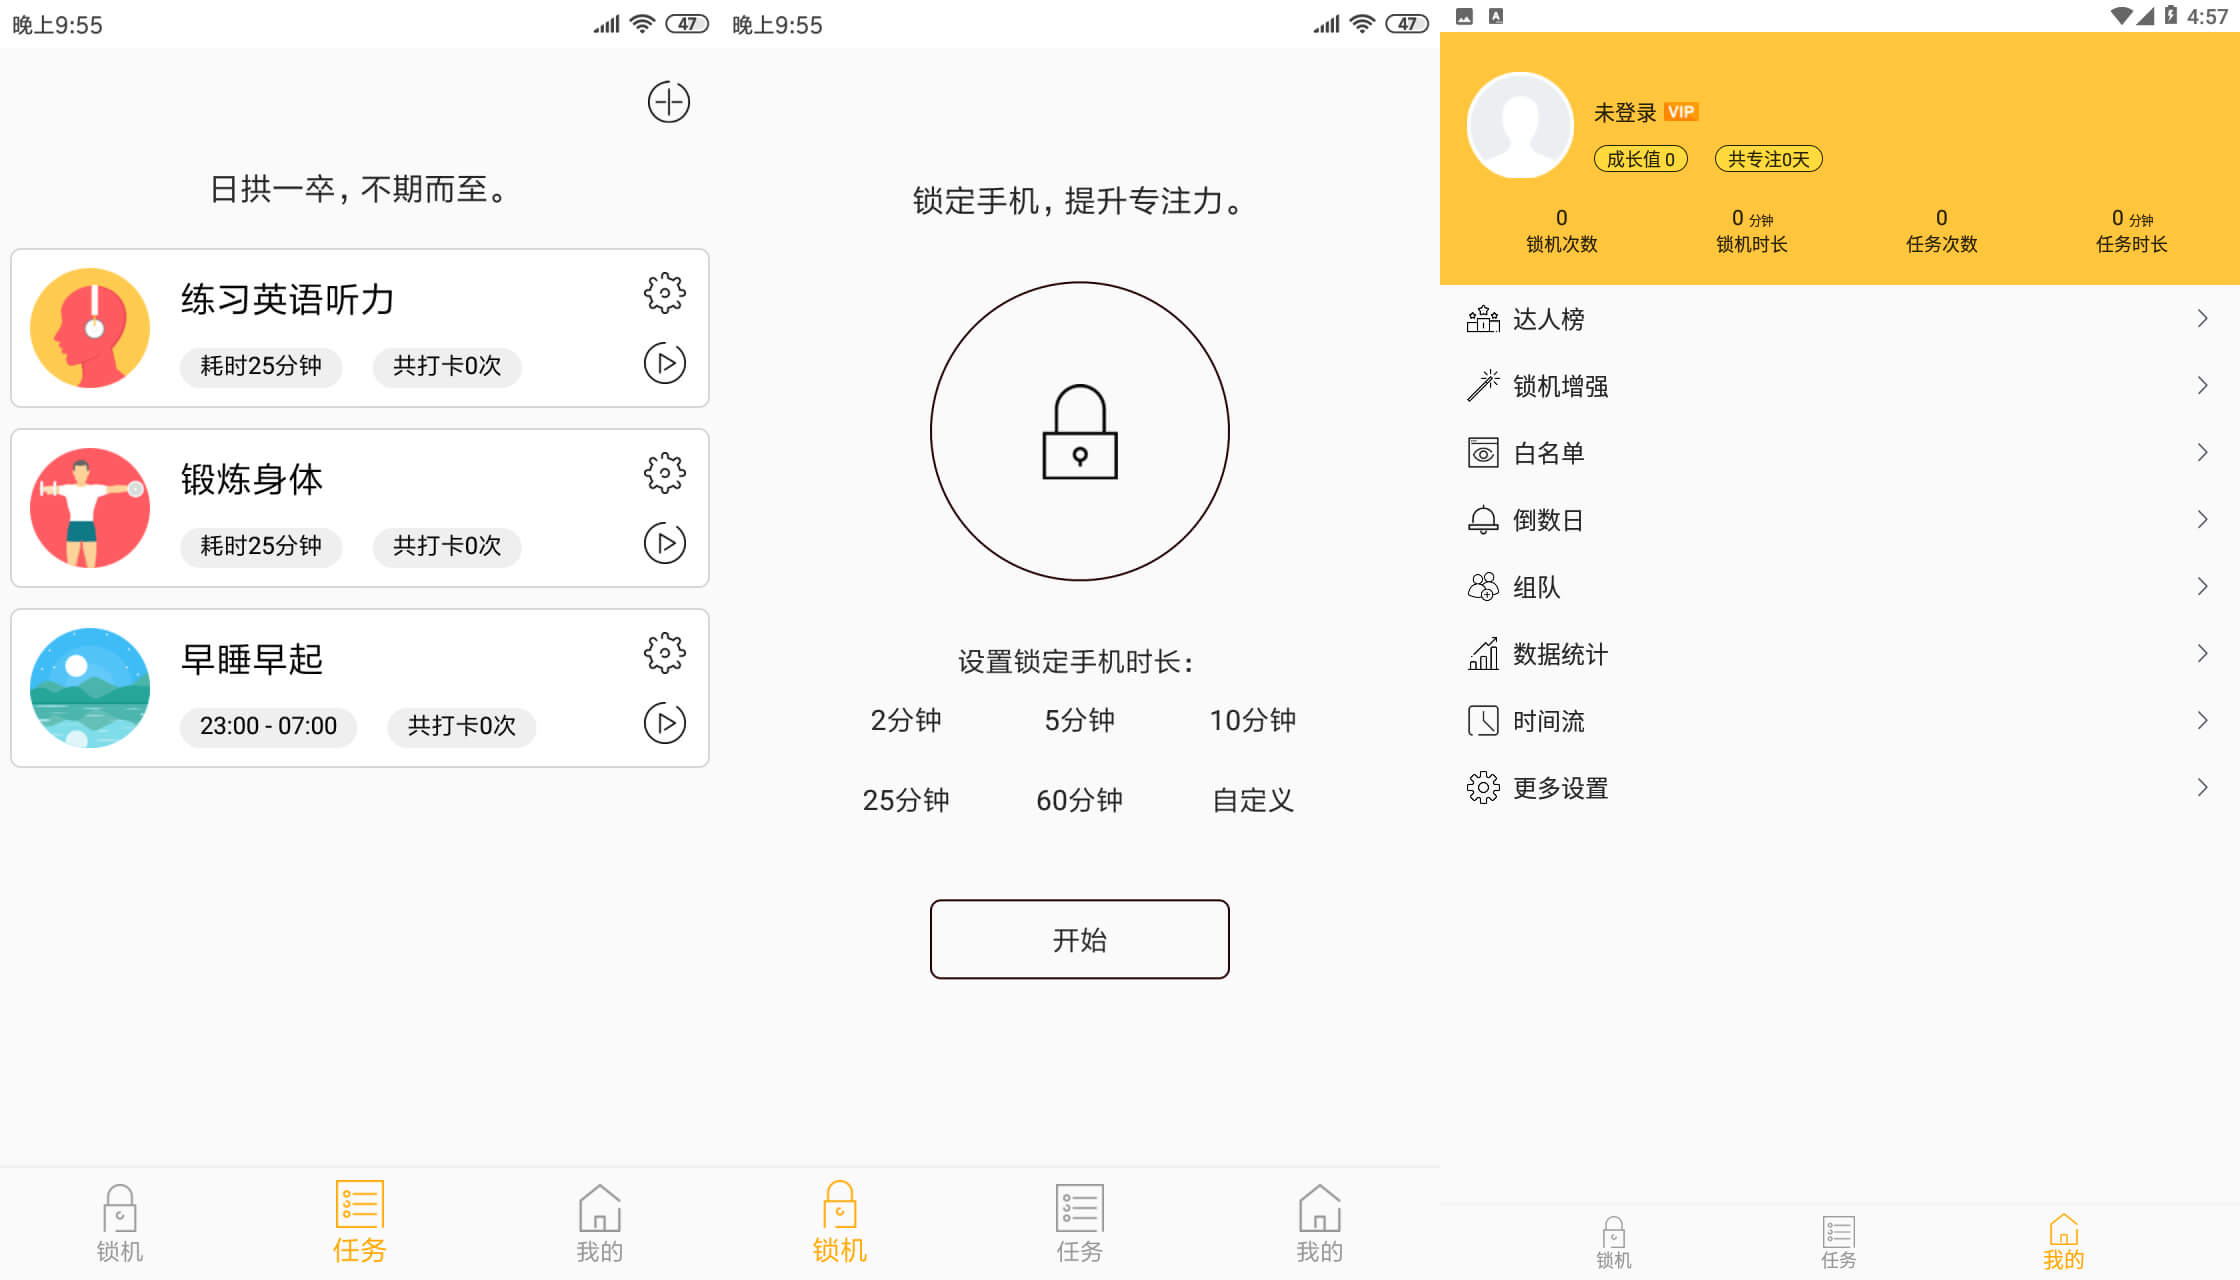 晚上9:55
47
日拱一卒，不期而至。
练习英语听力
耗时25分钟 共打卡0次
锻炼身体
耗时25分钟 共打卡0次
早睡早起
23:00 - 07:00 共打卡0次
锁机 任务 我的
晚上9:55
47
锁定手机，提升专注力。
设置锁定手机时长：
2分钟 5分钟 10分钟
25分钟 60分钟 自定义
开始
锁机 任务 我的
A 4:57
未登录 VIP
成长值 0 共专注0天
0 0 分钟 0 0 分钟
锁机次数 锁机时长 任务次数 任务时长
达人榜
锁机增强
白名单
倒数日
组队
数据统计
时间流
更多设置
锁机 任务 我的